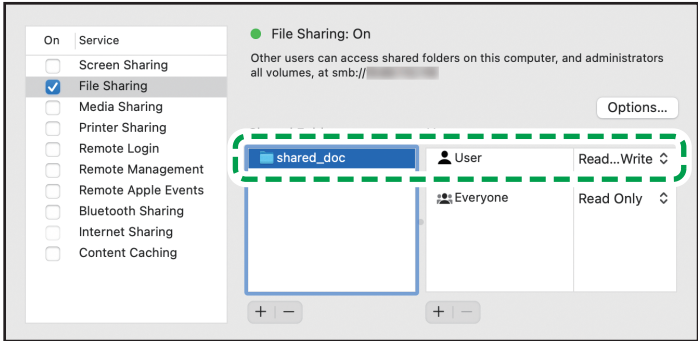 On Service
Screen Sharing
File Sharing
Media Sharing
Printer Sharing
Remote Login
Remote Management
Remote Apple Events
Bluetooth Sharing
Internet Sharing
Content Caching
File Sharing: On
Other users can access shared folders on this computer, and administrators
all volumes, at smb://
Options...
shared_doc
User Read...Write
Everyone Read Only